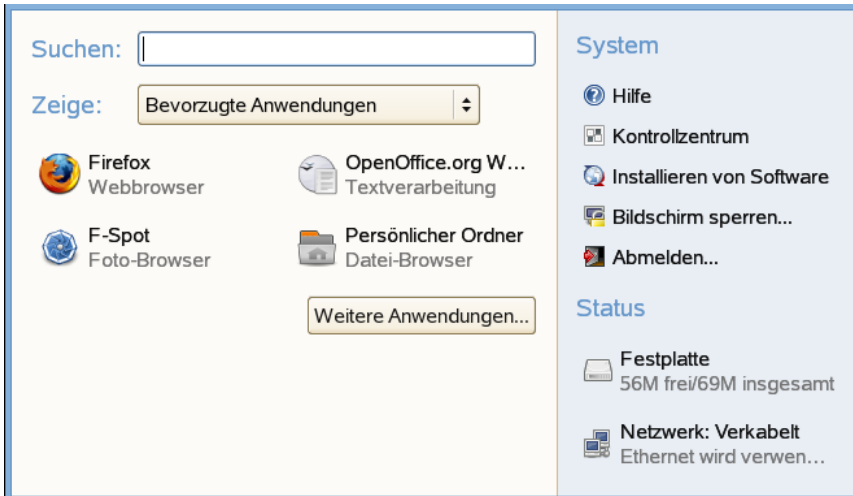 Suchen:
Zeige:
Bevorzugte Anwendungen
Firefox
Webbrowser
OpenOffice.org W...
Textverarbeitung
F-Spot
Foto-Browser
Persönlicher Ordner
Datei-Browser
Weitere Anwendungen...
System
Hilfe
Kontrollzentrum
Installieren von Software
Bildschirm sperren...
Abmelden...
Status
Festplatte
56M frei/69M insgesamt
Netzwerk: Verkabelt
Ethernet wird verwen...